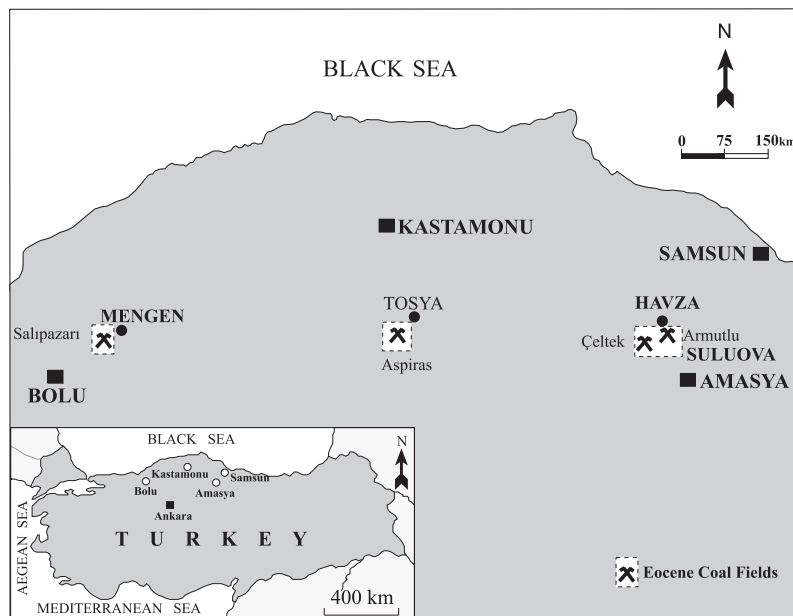 N
BLACK SEA
0 75 150km
KASTAMONU
SAMSUN
MENGEN
TOSYA
HAVZA
Salıpazarı
Çeltek
Armutlu
SULUOVA
Aspiras
BOLU
AMASYA
BLACK SEA
N
Kastamonu
Samsun
Bolu
Amasya
Ankara
AEGEAN SEA
TURKEY
MEDITERRANEAN SEA
400 km
Eocene Coal Fields